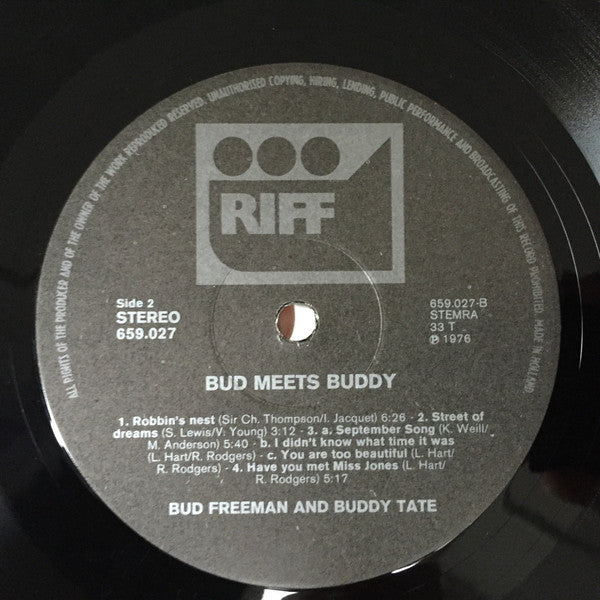 ALL RIGHTS OF THE PRODUCER AND OF THE OWNER OF THE WORK REPRODUCED RESERVED. UNAUTHORISED COPYING, HIRING, LENDING, PUBLIC PERFORMANCE AND BROADCASTING OF THIS RECORD PROHIBITED. MADE IN HOLLAND
RIFF
Side 2
STEREO
659.027
659.027-B
STEMRA
33 T
℗ 1976
BUD MEETS BUDDY
1. Robbin's nest (Sir Ch. Thompson/I. Jacquet) 6:26 - 2. Street of
dreams (S. Lewis/V. Young) 3:12 - 3. a. September Song (K. Weill/
M. Anderson) 5:40 - b. I didn't know what time it was
(L. Hart/R. Rodgers) - c. You are too beautiful (L. Hart/
R. Rodgers) - 4. Have you met Miss Jones (L. Hart/
R. Rodgers) 5:17
BUD FREEMAN AND BUDDY TATE